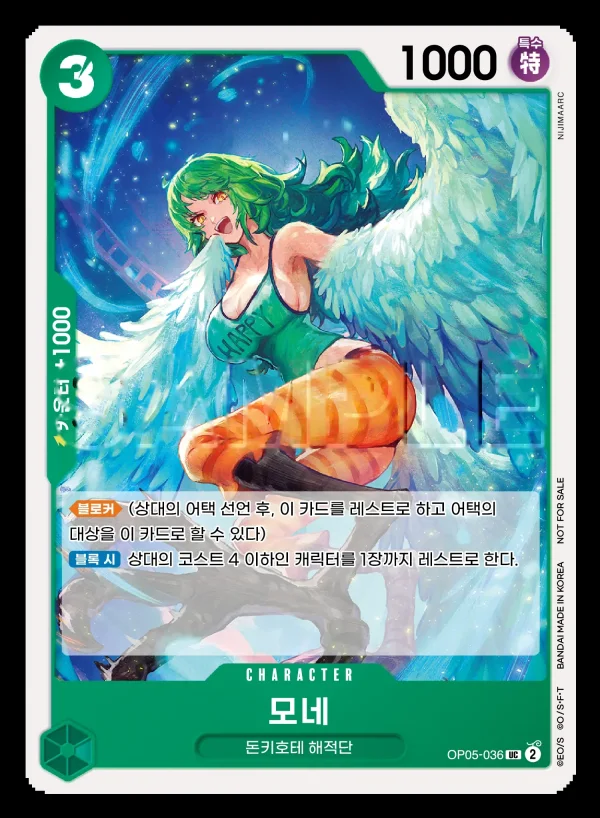 3
1000
특수
特
NIJIMAARC
카운터 +1000
HAPPY
SAMPLE
블로커 (상대의 어택 선언 후, 이 카드를 레스트로 하고 어택의
대상을 이 카드로 할 수 있다)
블록 시 상대의 코스트 4 이하인 캐릭터를 1장까지 레스트로 한다.
CHARACTER
모네
돈키호테 해적단
OP05-036 UC 2
©EO/S ©O/S·F·T BANDAI MADE IN KOREA NOT FOR SALE